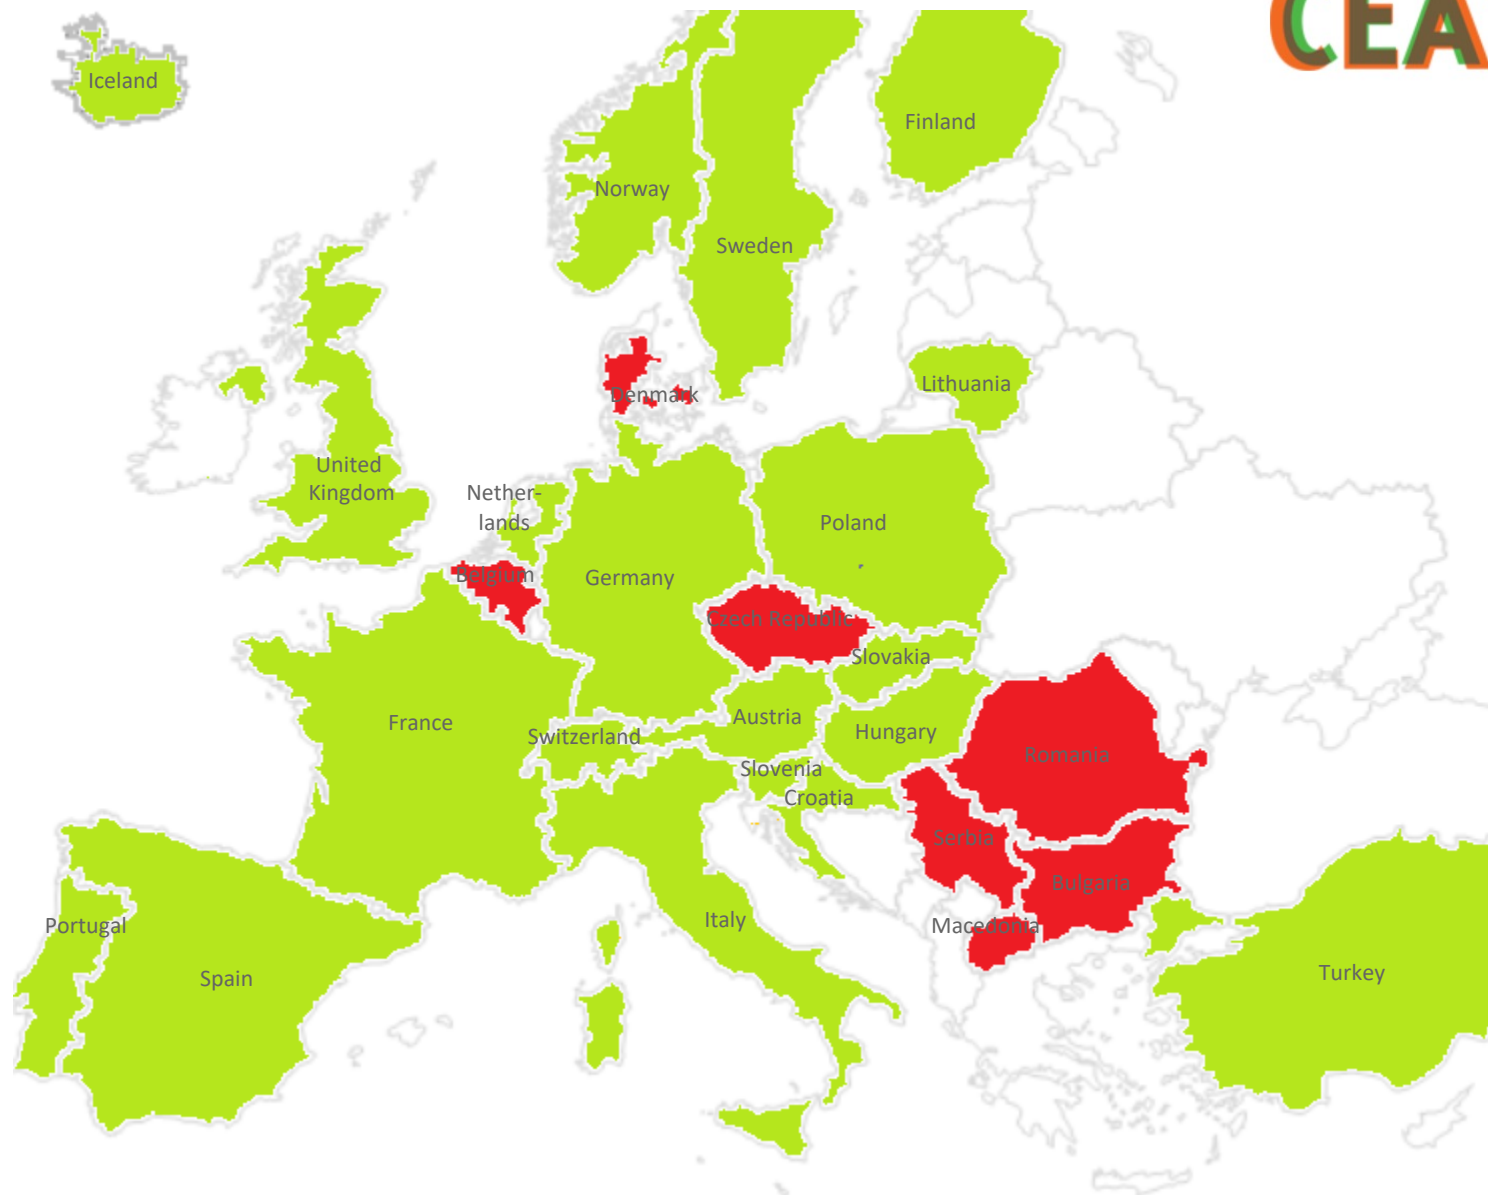 CEA
Iceland
Finland
Norway
Sweden
Denmark
Lithuania
United
Kingdom
Nether-
lands
Poland
Belgium
Germany
Czech Republic
Slovakia
France
Switzerland
Austria
Hungary
Slovenia
Croatia
Romania
Serbia
Bulgaria
Macedonia
Portugal
Spain
Italy
Turkey